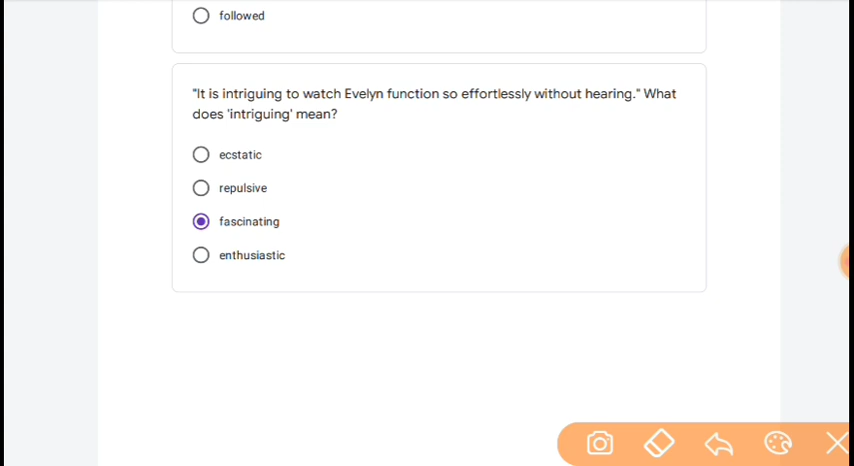 followed
"It is intriguing to watch Evelyn function so effortlessly without hearing." What
does 'intriguing' mean?
ecstatic
repulsive
fascinating
enthusiastic